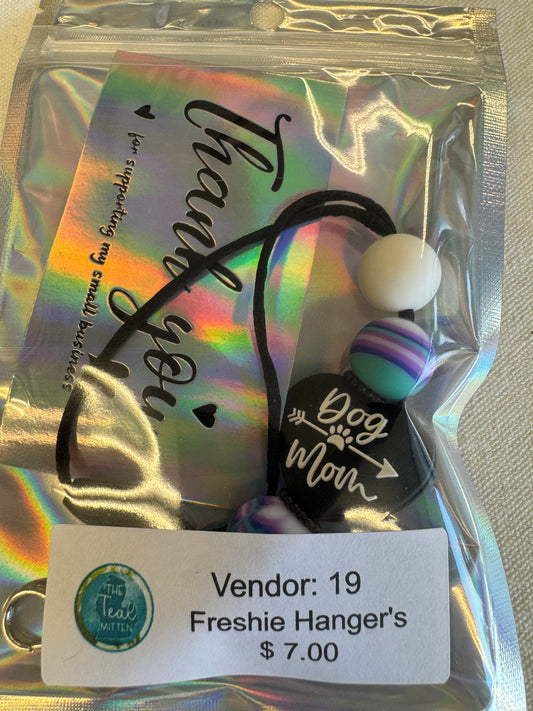 Thank you
for supporting my small business
Dog
Mom
THE
Teal
MITTEN
Vendor: 19
Freshie Hanger's
$ 7.00